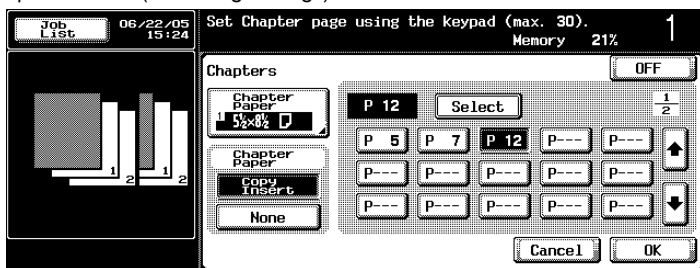 Job
List
06/22/05
15:24
Set Chapter page using the keypad (max. 30).
Memory 21%
1
1
2
1
2
Chapters
OFF
Chapter
Paper
1 5½×8½
Chapter
Paper
Copy
Insert
None
P 12
Select
1
2
P 5
P 7
P 12
P---
P---
P---
P---
P---
P---
P---
P---
P---
P---
P---
P---
Cancel
OK